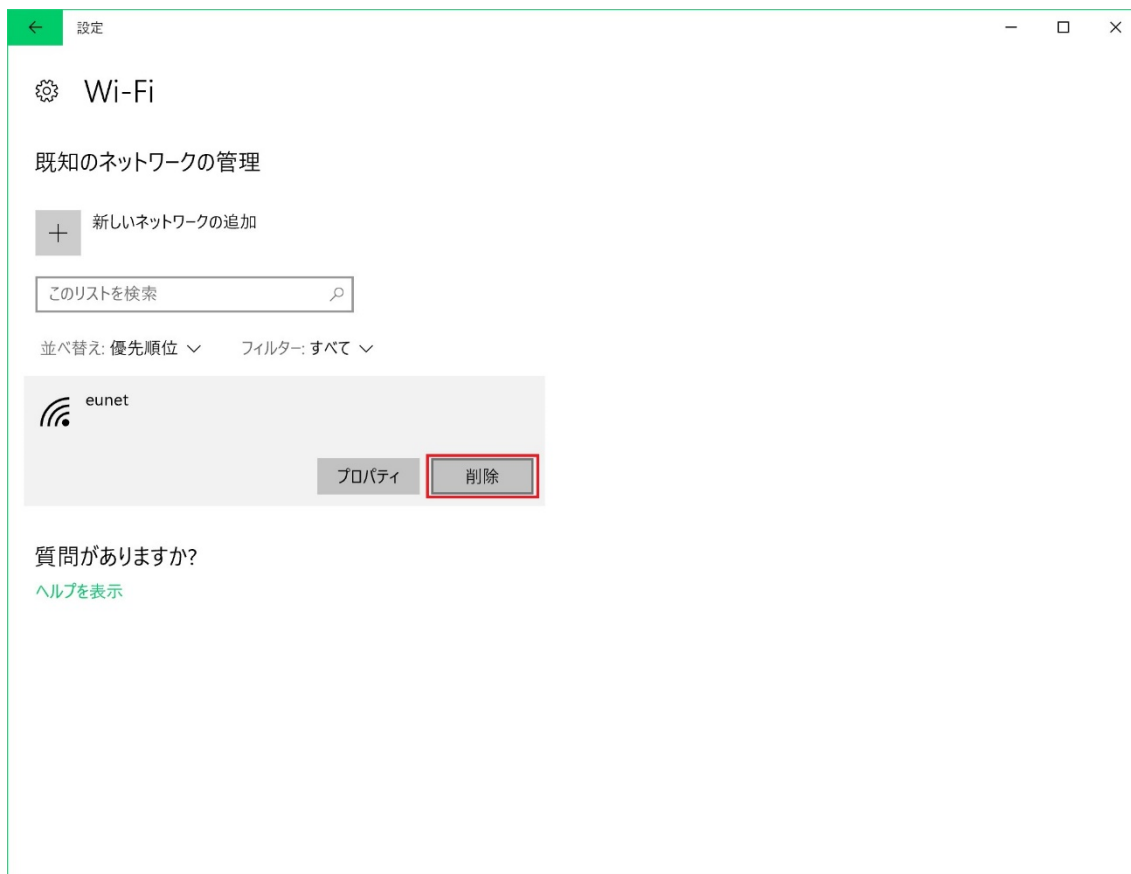 設定
Wi-Fi
既知のネットワークの管理
新しいネットワークの追加
このリストを検索
並べ替え: 優先順位 フィルター: すべて
eunet
プロパティ 削除
質問がありますか?
ヘルプを表示